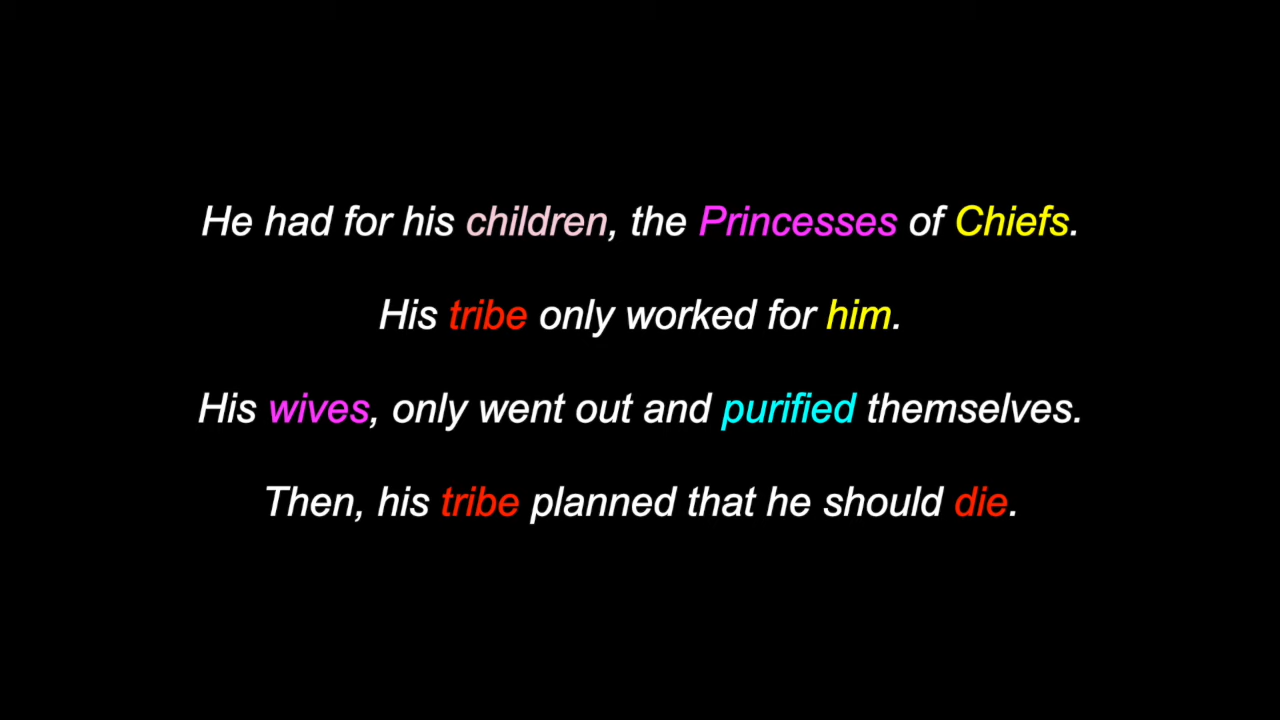 He had for his children, the Princesses of Chiefs.
His tribe only worked for him.
His wives, only went out and purified themselves.
Then, his tribe planned that he should die.